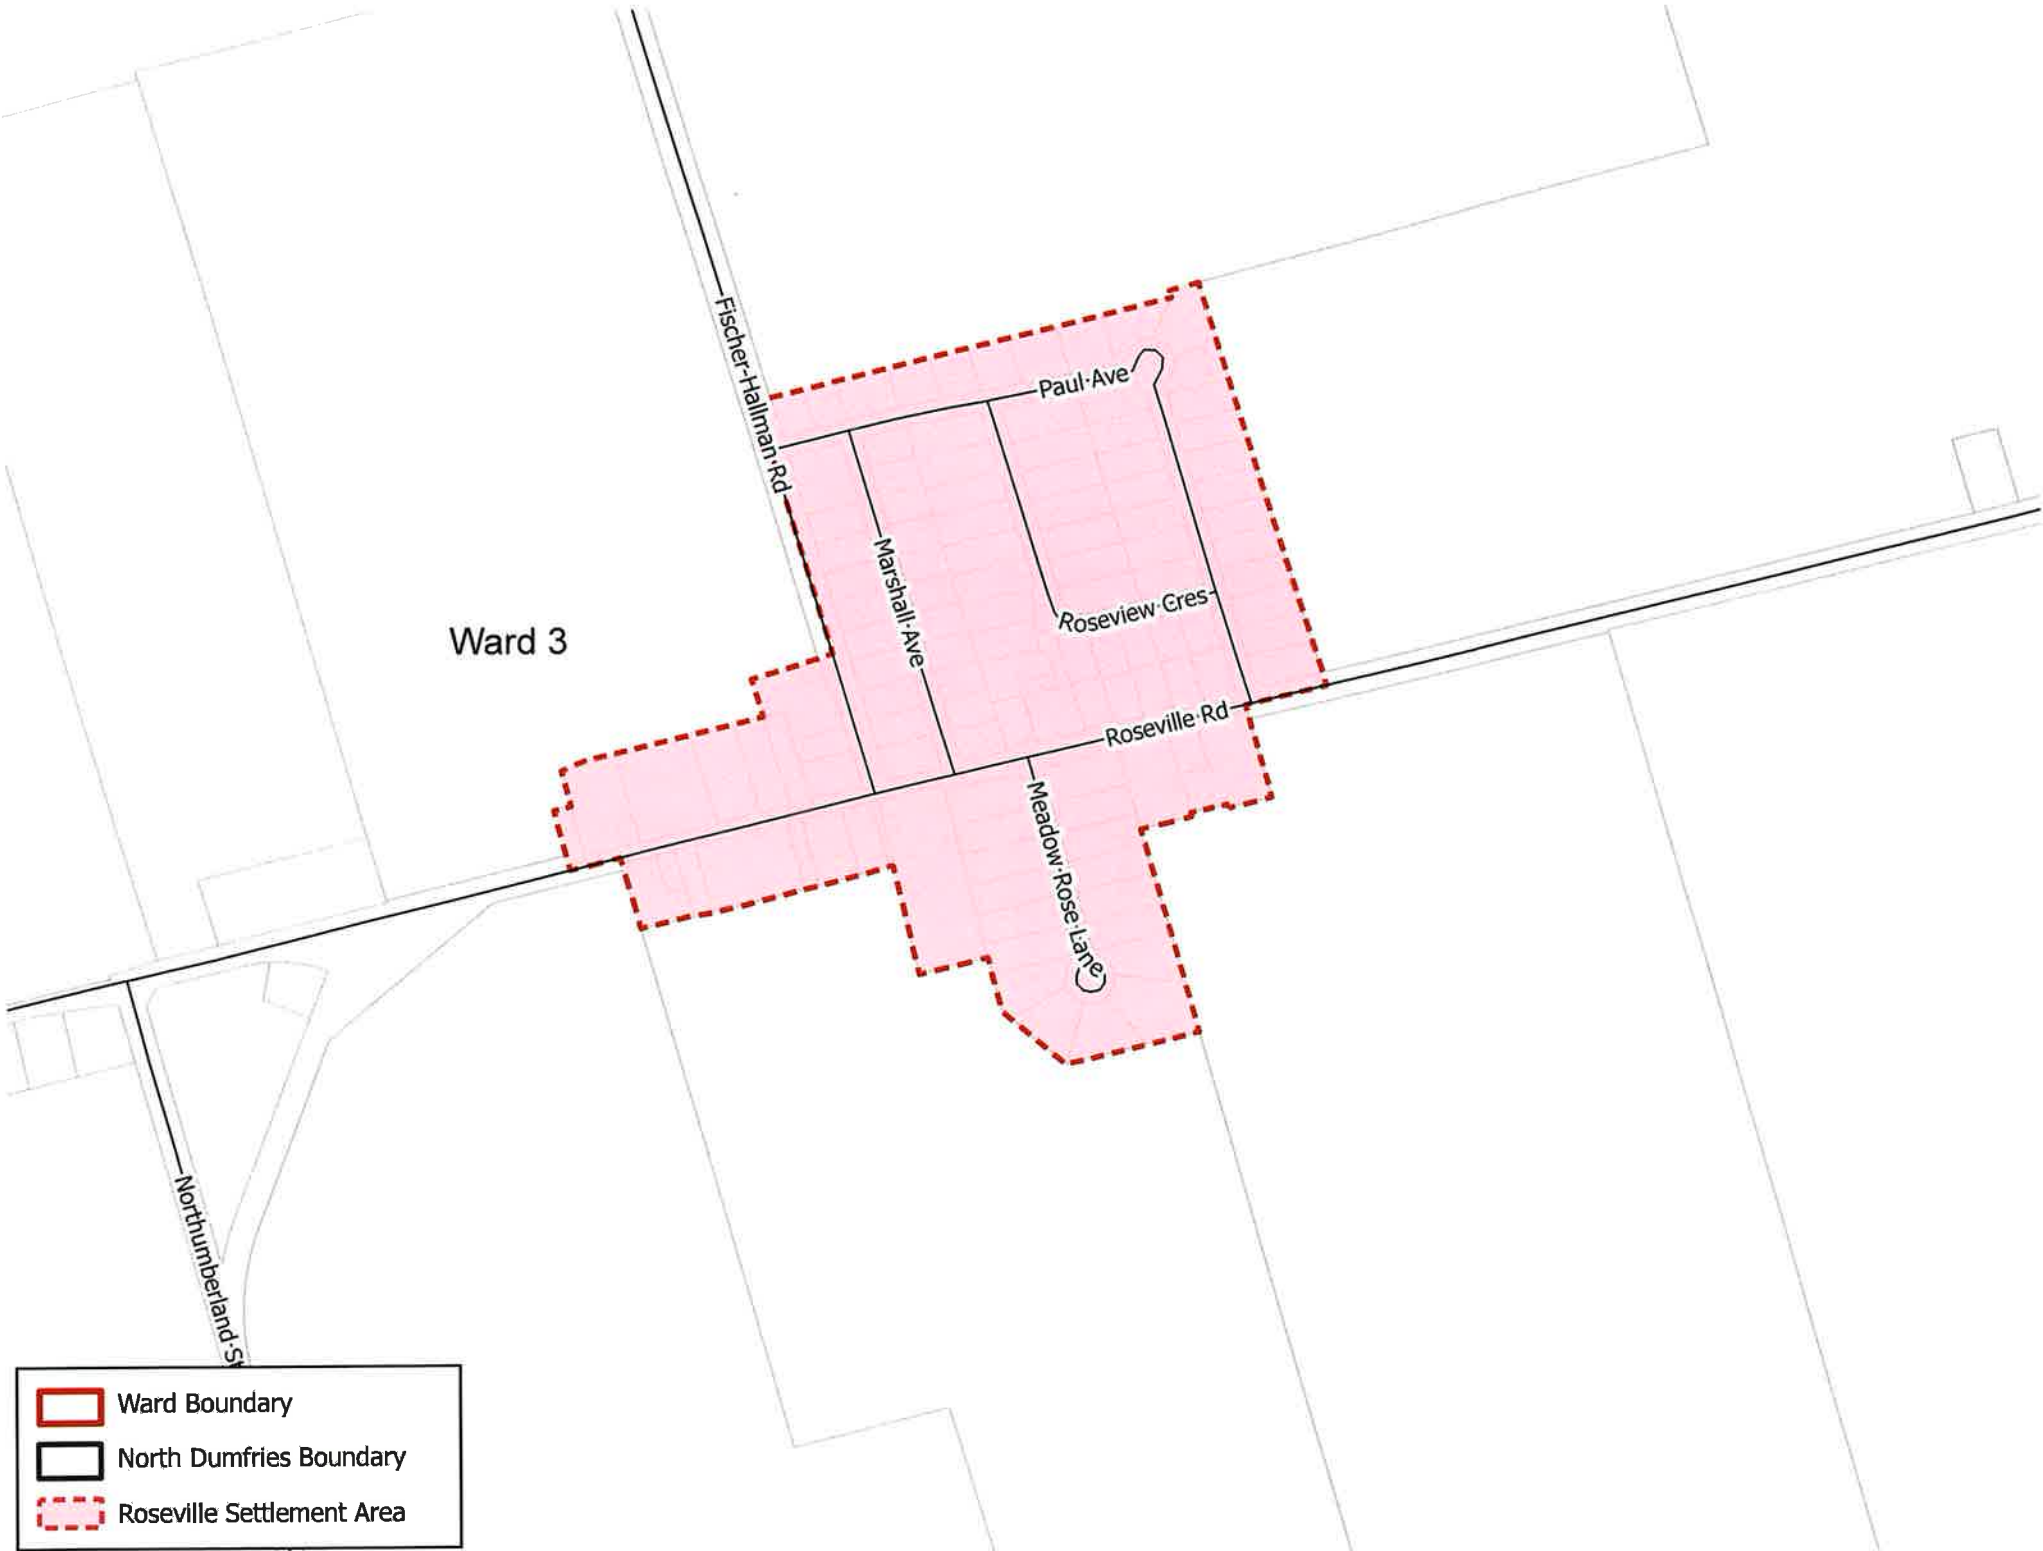 Fischer-Hallman Rd
Paul Ave
Marshall Ave
Roseview Cres
Ward 3
Roseville Rd
Meadow Rose Lane
Northumberland St
Ward Boundary
North Dumfries Boundary
Roseville Settlement Area